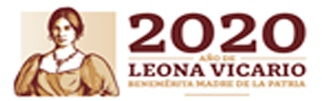 2020
AÑO DE
LEONA VICARIO
BENEMÉRITA MADRE DE LA PATRIA